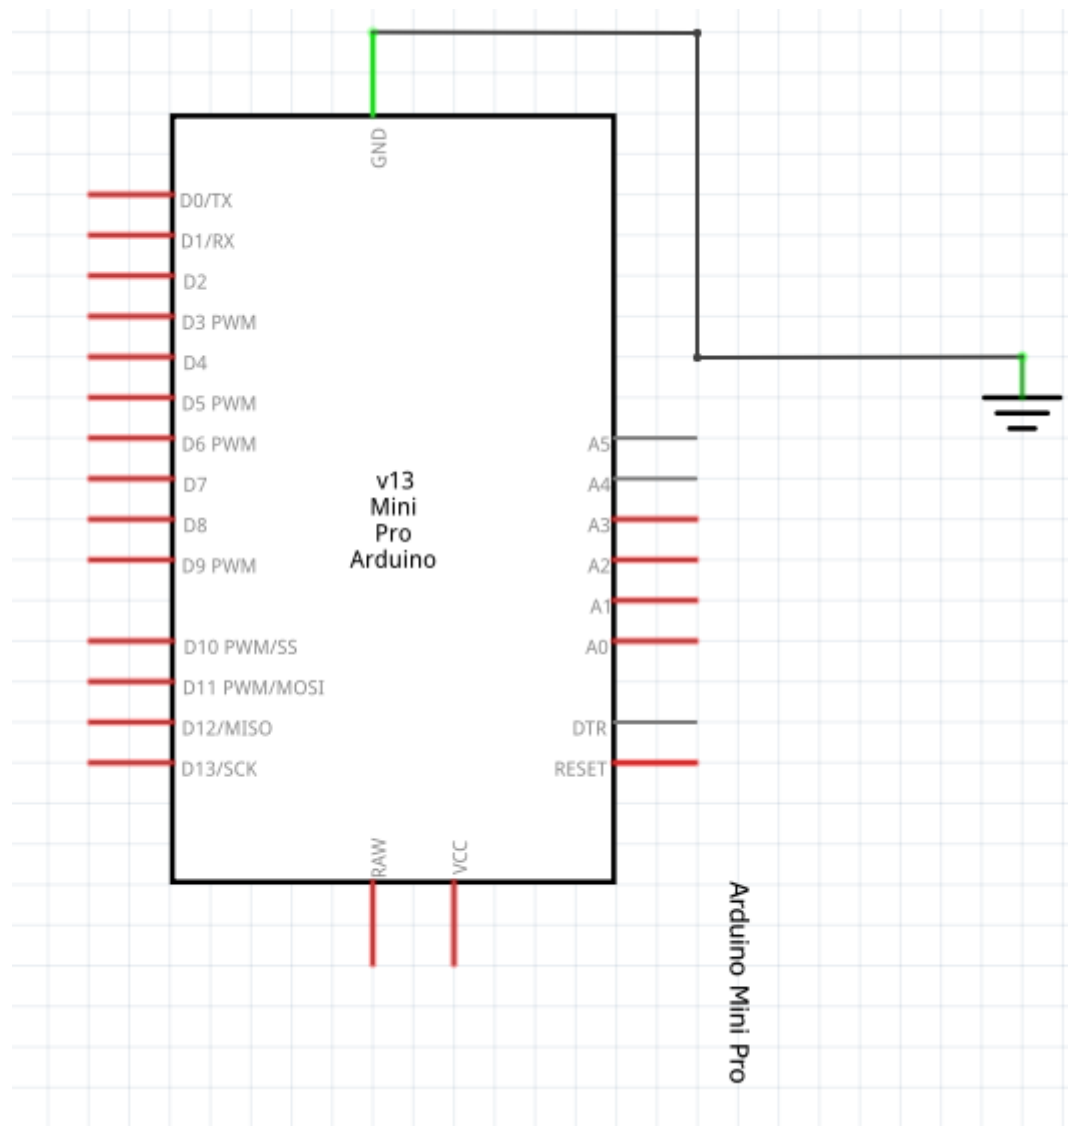 GND
D0/TX
D1/RX
D2
D3 PWM
D4
D5 PWM
D6 PWM
D7
D8
D9 PWM
D10 PWM/SS
D11 PWM/MOSI
D12/MISO
D13/SCK
v13
Mini
Pro
Arduino
A5
A4
A3
A2
A1
A0
DTR
RESET
RAW
VCC
Arduino Mini Pro